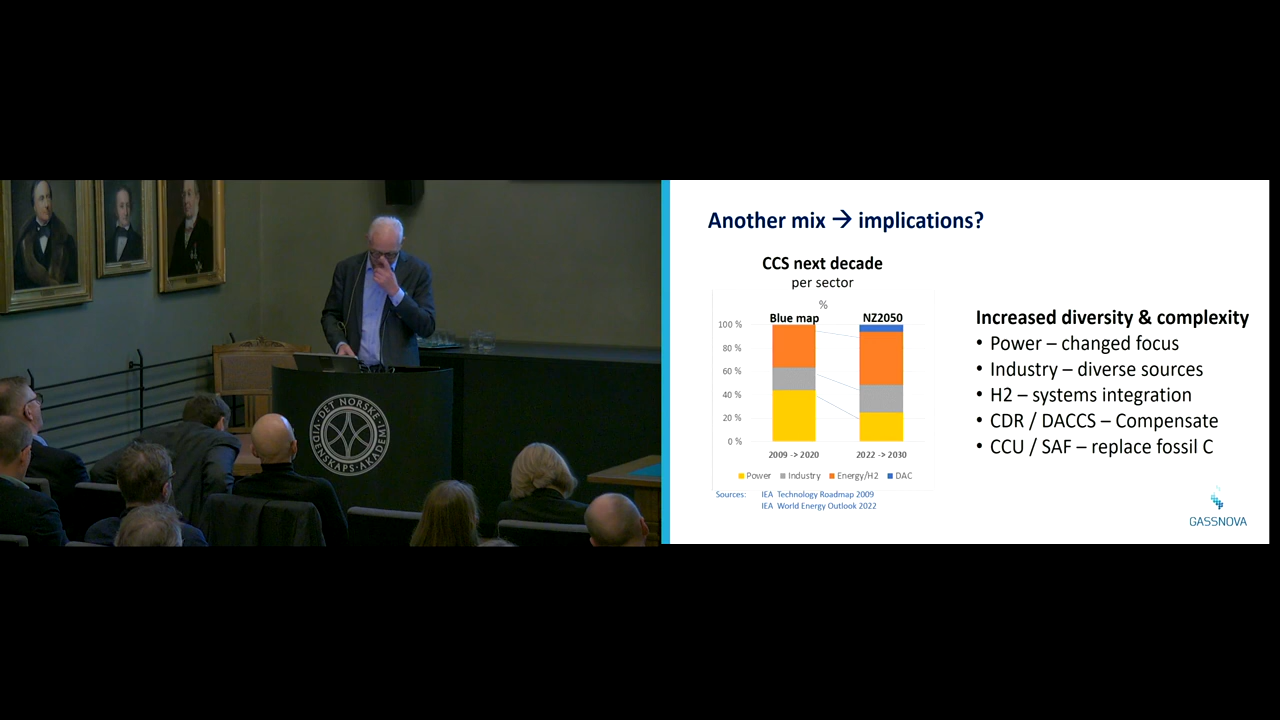 DET NORSKE
VIDENSKAPS-AKADEMI
Another mix → implications?
CCS next decade
per sector
%
Blue map NZ2050
100 %
80 %
60 %
40 %
20 %
0 %
2009 -> 2020 2022 -> 2030
Power Industry Energy/H2 DAC
Sources: IEA Technology Roadmap 2009
IEA World Energy Outlook 2022
Increased diversity & complexity
• Power – changed focus
• Industry – diverse sources
• H2 – systems integration
• CDR / DACCS – Compensate
• CCU / SAF – replace fossil C
GASSNOVA